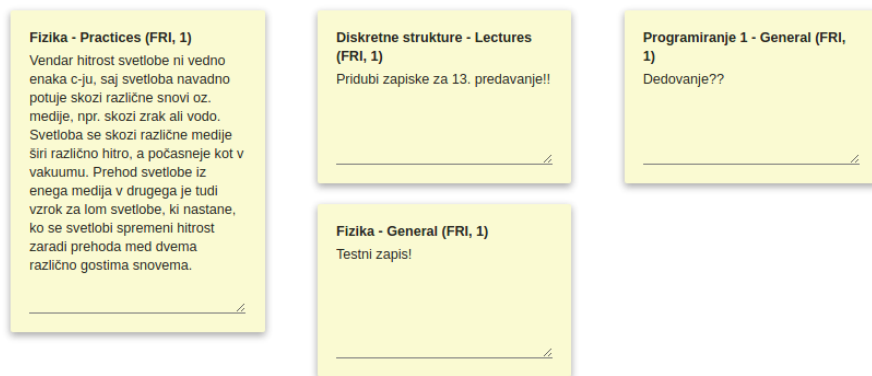 Fizika - Practices (FRI, 1)
Vendar hitrost svetlobe ni vedno
enaka c-ju, saj svetloba navadno
potuje skozi različne snovi oz.
medije, npr. skozi zrak ali vodo.
Svetloba se skozi različne medije
širi različno hitro, a počasneje kot v
vakuumu. Prehod svetlobe iz
enega medija v drugega je tudi
vzrok za lom svetlobe, ki nastane,
ko se svetlobi spremeni hitrost
zaradi prehoda med dvema
različno gostima snovema.
Diskretne strukture - Lectures
(FRI, 1)
Pridubi zapiske za 13. predavanje!!
Fizika - General (FRI, 1)
Testni zapis!
Programiranje 1 - General (FRI,
1)
Dedovanje??